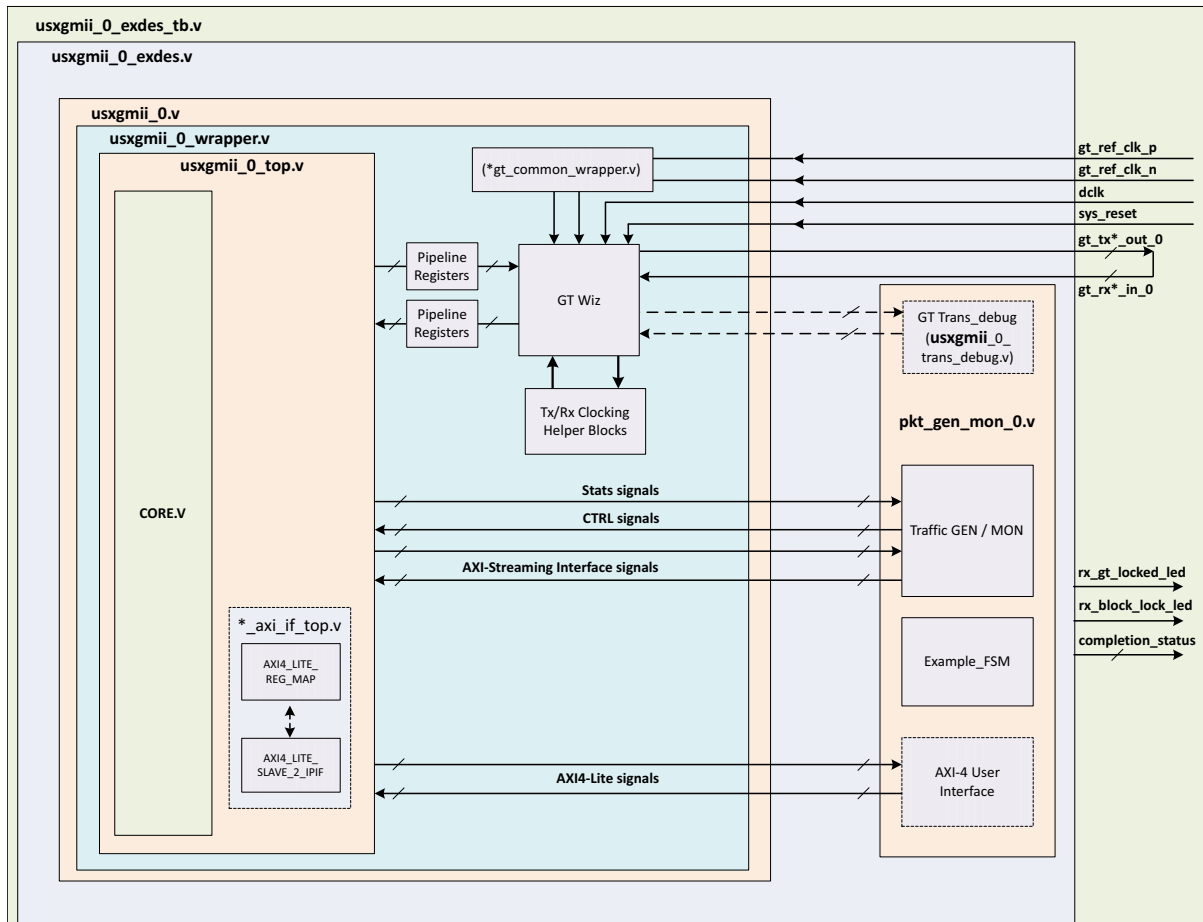 usxgmii_0_exdes_tb.v
usxgmii_0_exdes.v
usxgmii_0.v
usxgmii_0_wrapper.v
usxgmii_0_top.v
(*gt_common_wrapper.v)
gt_ref_clk_p
gt_ref_clk_n
dclk
sys_reset
gt_tx*_out_0
gt_rx*_in_0
Pipeline
Registers
GT Wiz
Pipeline
Registers
GT Trans_debug
(usxgmii_0_
trans_debug.v)
Tx/Rx Clocking
Helper Blocks
pkt_gen_mon_0.v
CORE.V
Stats signals
CTRL signals
AXI-Streaming Interface signals
Traffic GEN / MON
rx_gt_locked_led
rx_block_lock_led
completion_status
*_axi_if_top.v
AXI4_LITE_
REG_MAP
AXI4_LITE_
SLAVE_2_IPIF
Example_FSM
AXI4-Lite signals
AXI-4 User
Interface